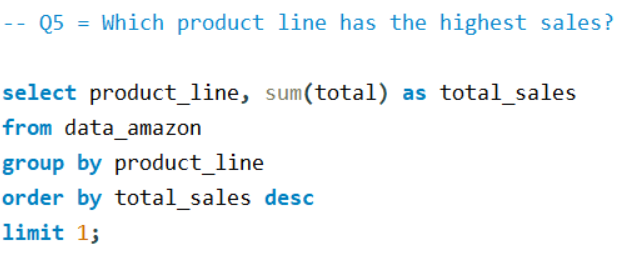 -- Q5 = Which product line has the highest sales?
select product_line, sum(total) as total_sales
from data_amazon
group by product_line
order by total_sales desc
limit 1;